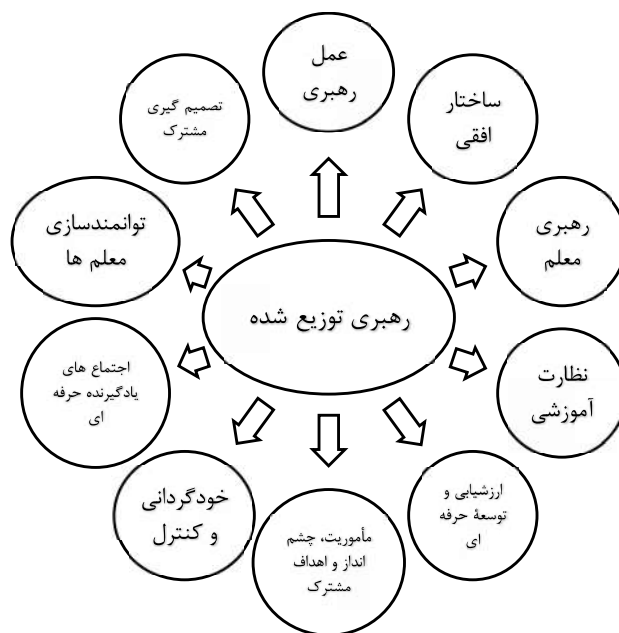 عمل
رهبری
ساختار
افقی
تصمیم گیری
مشترک
رهبری
معلم
توانمندسازی
معلم ها
رهبری توزیع شده
نظارت
آموزشی
اجتماع های
یادگیرنده حرفه
ای
ارزشیابی و
توسعهٔ حرفه
ای
خودگردانی
و کنترل
مأموریت، چشم
انداز و اهداف
مشترک